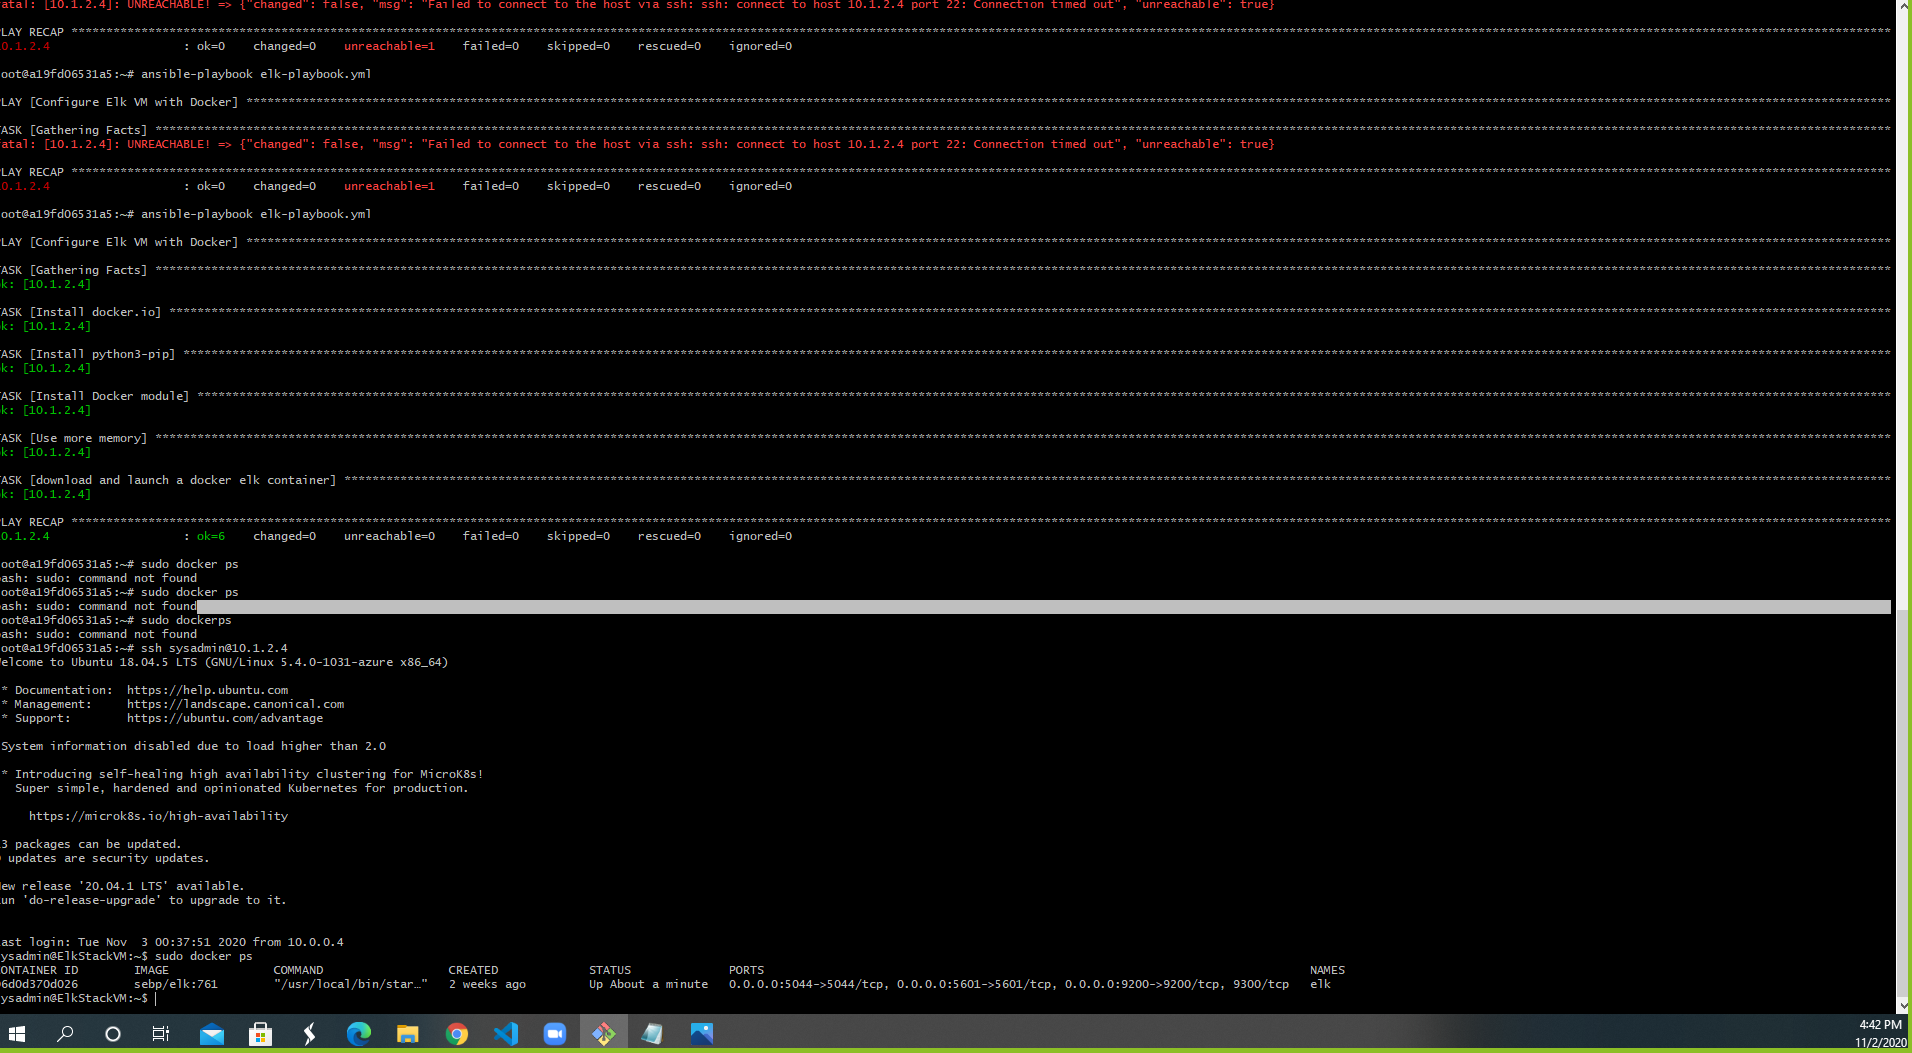 atal: [10.1.2.4]: UNREACHABLE! => {"changed": false, "msg": "Failed to connect to the host via ssh: ssh: connect to host 10.1.2.4 port 22: Connection timed out", "unreachable": true}
LAY RECAP ****************************************************************
0.1.2.4 : ok=0 changed=0 unreachable=1 failed=0 skipped=0 rescued=0 ignored=0
oot@a19fd06531a5:~# ansible-playbook elk-playbook.yml
LAY [Configure Elk VM with Docker] ****************************************************************
ASK [Gathering Facts] ****************************************************************
atal: [10.1.2.4]: UNREACHABLE! => {"changed": false, "msg": "Failed to connect to the host via ssh: ssh: connect to host 10.1.2.4 port 22: Connection timed out", "unreachable": true}
LAY RECAP ****************************************************************
0.1.2.4 : ok=0 changed=0 unreachable=1 failed=0 skipped=0 rescued=0 ignored=0
oot@a19fd06531a5:~# ansible-playbook elk-playbook.yml
LAY [Configure Elk VM with Docker] ****************************************************************
ASK [Gathering Facts] ****************************************************************
k: [10.1.2.4]
ASK [Install docker.io] ****************************************************************
k: [10.1.2.4]
ASK [Install python3-pip] ****************************************************************
k: [10.1.2.4]
ASK [Install Docker module] ****************************************************************
k: [10.1.2.4]
ASK [Use more memory] ****************************************************************
k: [10.1.2.4]
ASK [download and launch a docker elk container] ****************************************************************
k: [10.1.2.4]
LAY RECAP ****************************************************************
0.1.2.4 : ok=6 changed=0 unreachable=0 failed=0 skipped=0 rescued=0 ignored=0
oot@a19fd06531a5:~# sudo docker ps
ash: sudo: command not found
oot@a19fd06531a5:~# sudo docker ps
ash: sudo: command not found
oot@a19fd06531a5:~# sudo dockerps
ash: sudo: command not found
oot@a19fd06531a5:~# ssh sysadmin@10.1.2.4
elcome to Ubuntu 18.04.5 LTS (GNU/Linux 5.4.0-1031-azure x86_64)
* Documentation: https://help.ubuntu.com
* Management: https://landscape.canonical.com
* Support: https://ubuntu.com/advantage
System information disabled due to load higher than 2.0
* Introducing self-healing high availability clustering for MicroK8s!
Super simple, hardened and opinionated Kubernetes for production.
https://microk8s.io/high-availability
3 packages can be updated.
updates are security updates.
ew release '20.04.1 LTS' available.
un 'do-release-upgrade' to upgrade to it.
ast login: Tue Nov 3 00:37:51 2020 from 10.0.0.4
ysadmin@ElkStackVM:~$ sudo docker ps
ONTAINER ID IMAGE COMMAND CREATED STATUS PORTS NAMES
6d0d370d026 sebp/elk:761 "/usr/local/bin/star…" 2 weeks ago Up About a minute 0.0.0.0:5044->5044/tcp, 0.0.0.0:5601->5601/tcp, 0.0.0.0:9200->9200/tcp, 9300/tcp elk
ysadmin@ElkStackVM:~$
4:42 PM
11/2/2020